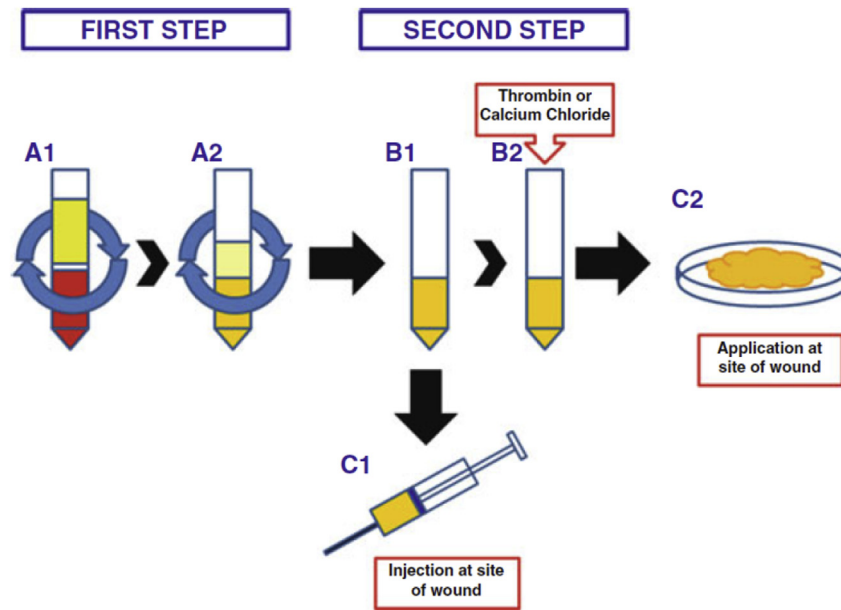 FIRST STEP
SECOND STEP
Thrombin or
Calcium Chloride
A1
A2
B1
B2
C2
Application at
site of wound
C1
Injection at site
of wound